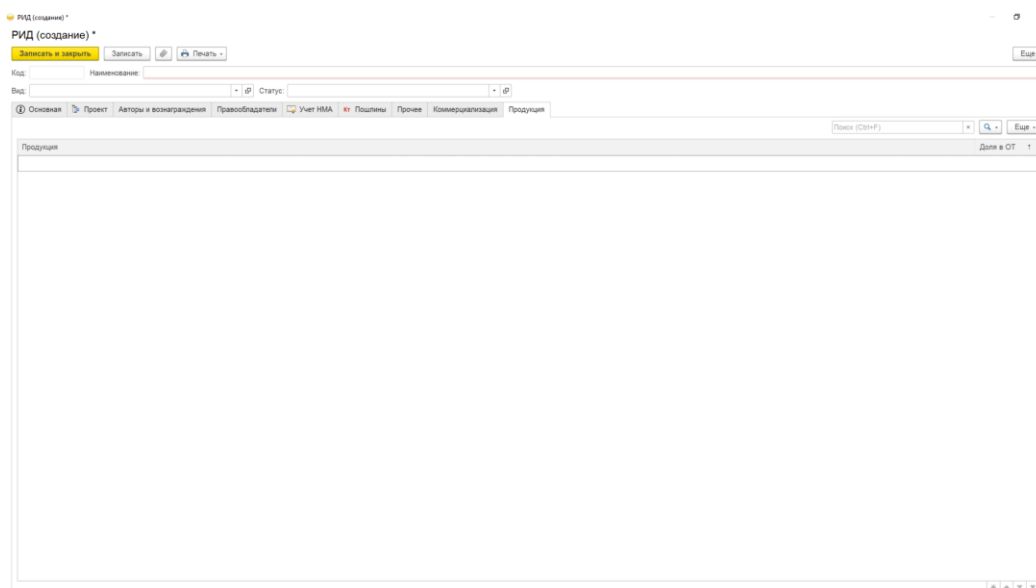 РИД (создание) *
РИД (создание) *
Записать и закрыть Записать Печать Еще
Код: Наименование:
Вид: Статус:
Основная Проект Авторы и вознаграждения Правообладатели Учет НМА Кт Пошлины Прочее Коммерциализация Продукция
Поиск (Ctrl+F) × Еще
Продукция Доля в ОТ ↑